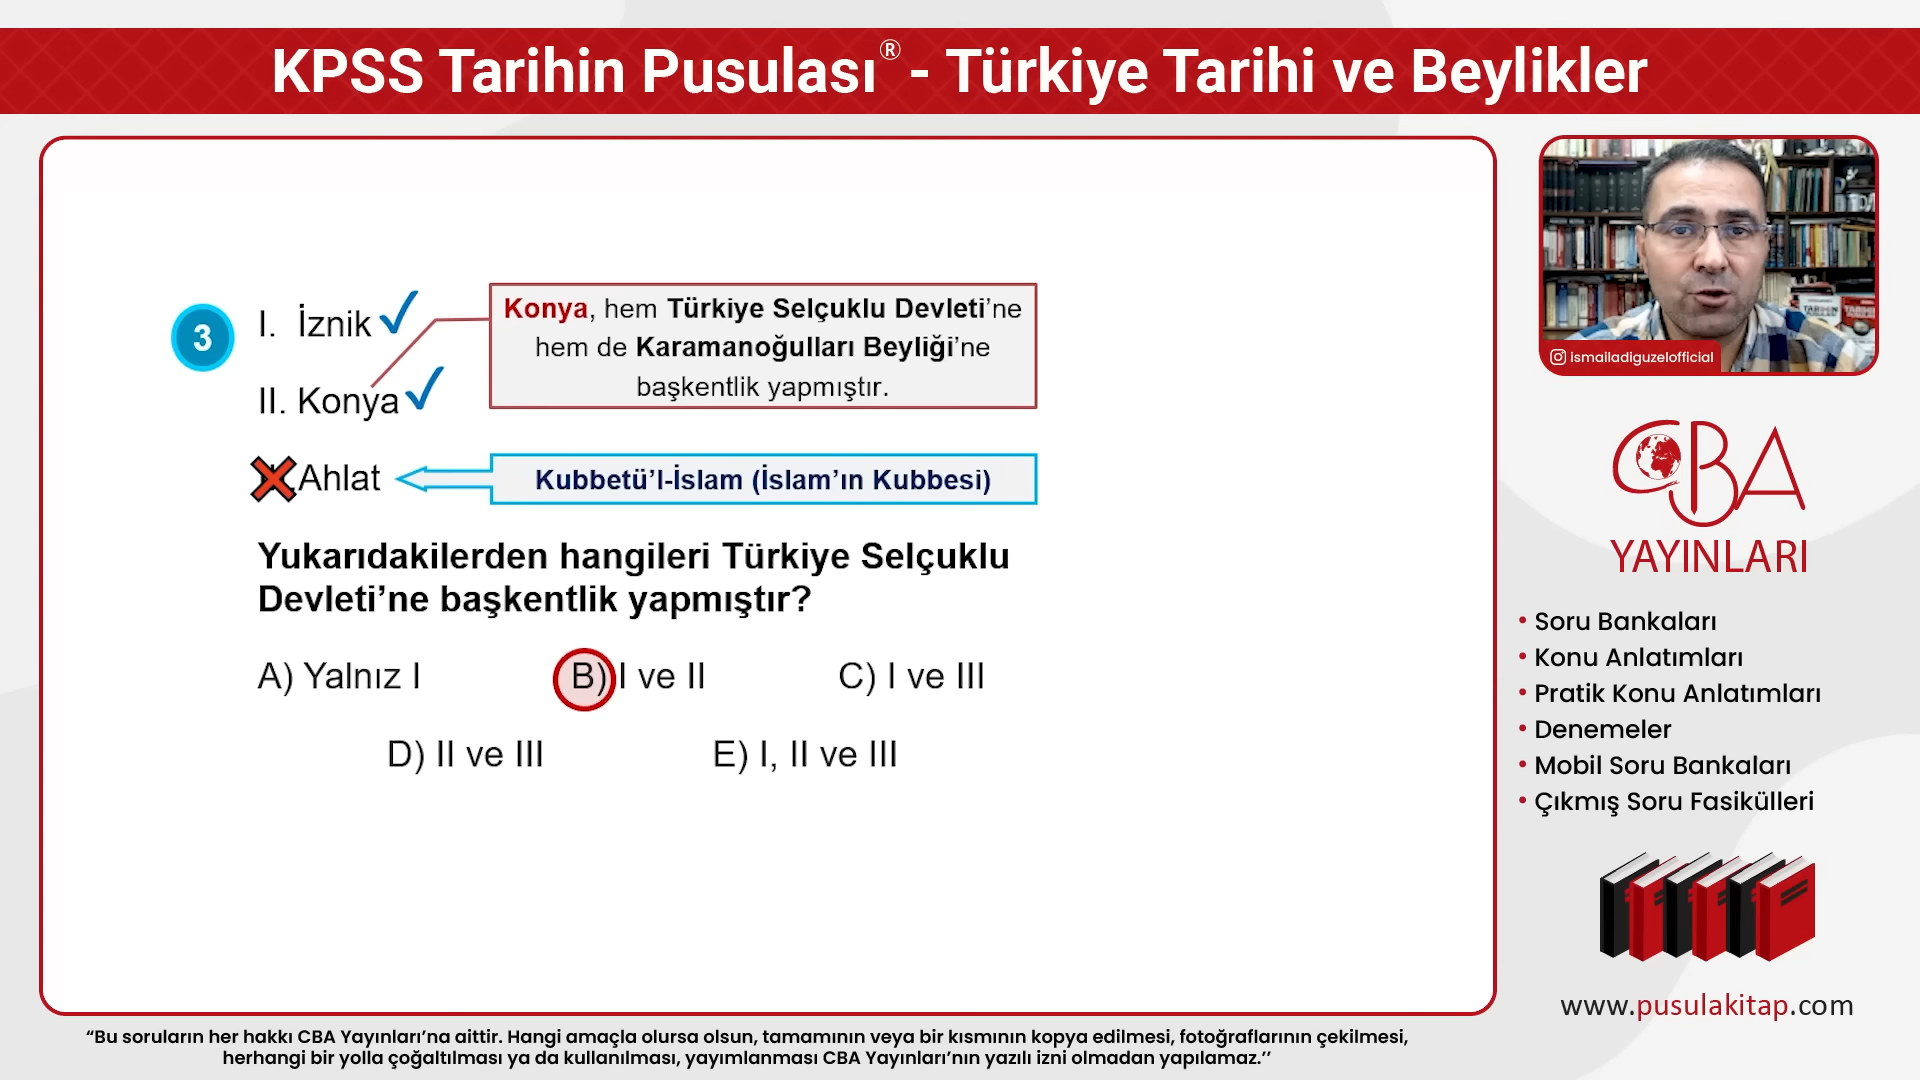 KPSS Tarihin Pusulası® - Türkiye Tarihi ve Beylikler
3
I. İznik
II. Konya
Ahlat
Konya, hem Türkiye Selçuklu Devleti’ne
hem de Karamanoğulları Beyliği’ne
başkentlik yapmıştır.
Kubbetü’l-İslam (İslam’ın Kubbesi)
Yukarıdakilerden hangileri Türkiye Selçuklu
Devleti’ne başkentlik yapmıştır?
A) Yalnız I
B) I ve II
C) I ve III
D) II ve III
E) I, II ve III
ismailadiguzelofficial
CBA
YAYINLARI
• Soru Bankaları
• Konu Anlatımları
• Pratik Konu Anlatımları
• Denemeler
• Mobil Soru Bankaları
• Çıkmış Soru Fasikülleri
www.pusulakitap.com
“Bu soruların her hakkı CBA Yayınları’na aittir. Hangi amaçla olursa olsun, tamamının veya bir kısmının kopya edilmesi, fotoğraflarının çekilmesi,
herhangi bir yolla çoğaltılması ya da kullanılması, yayımlanması CBA Yayınları’nın yazılı izni olmadan yapılamaz.’’